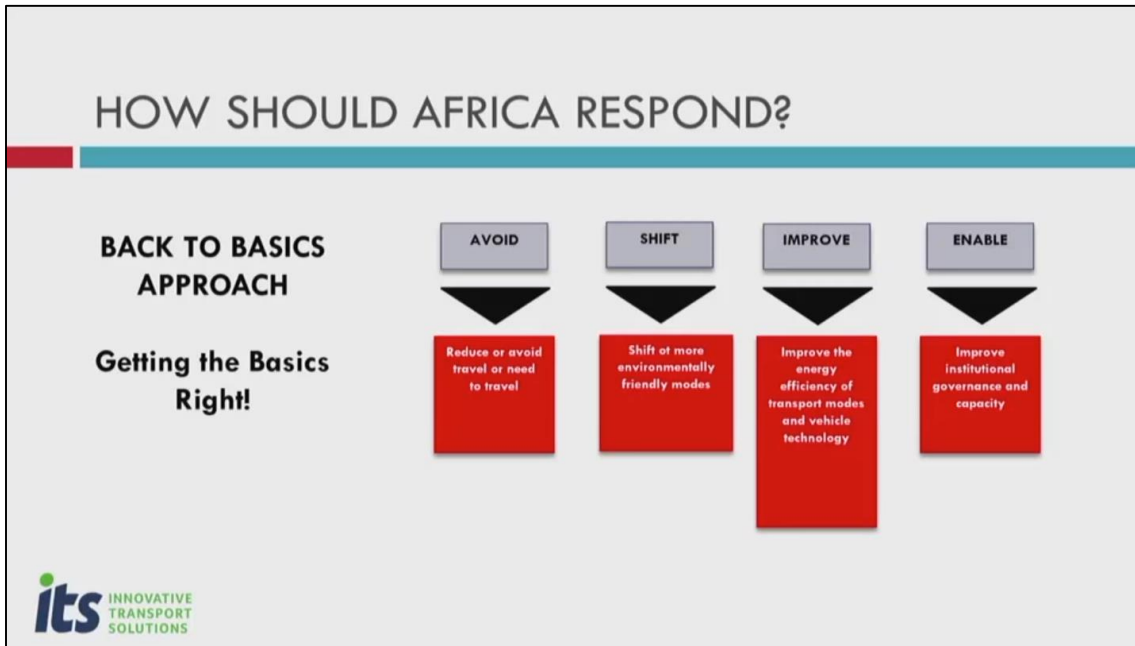 HOW SHOULD AFRICA RESPOND?
BACK TO BASICS
APPROACH
Getting the Basics
Right!
AVOID
Reduce or avoid
travel or need
to travel
SHIFT
Shift ot more
environmentally
friendly modes
IMPROVE
Improve the
energy
efficiency of
transport modes
and vehicle
technology
ENABLE
Improve
institutional
governance and
capacity
its
INNOVATIVE
TRANSPORT
SOLUTIONS